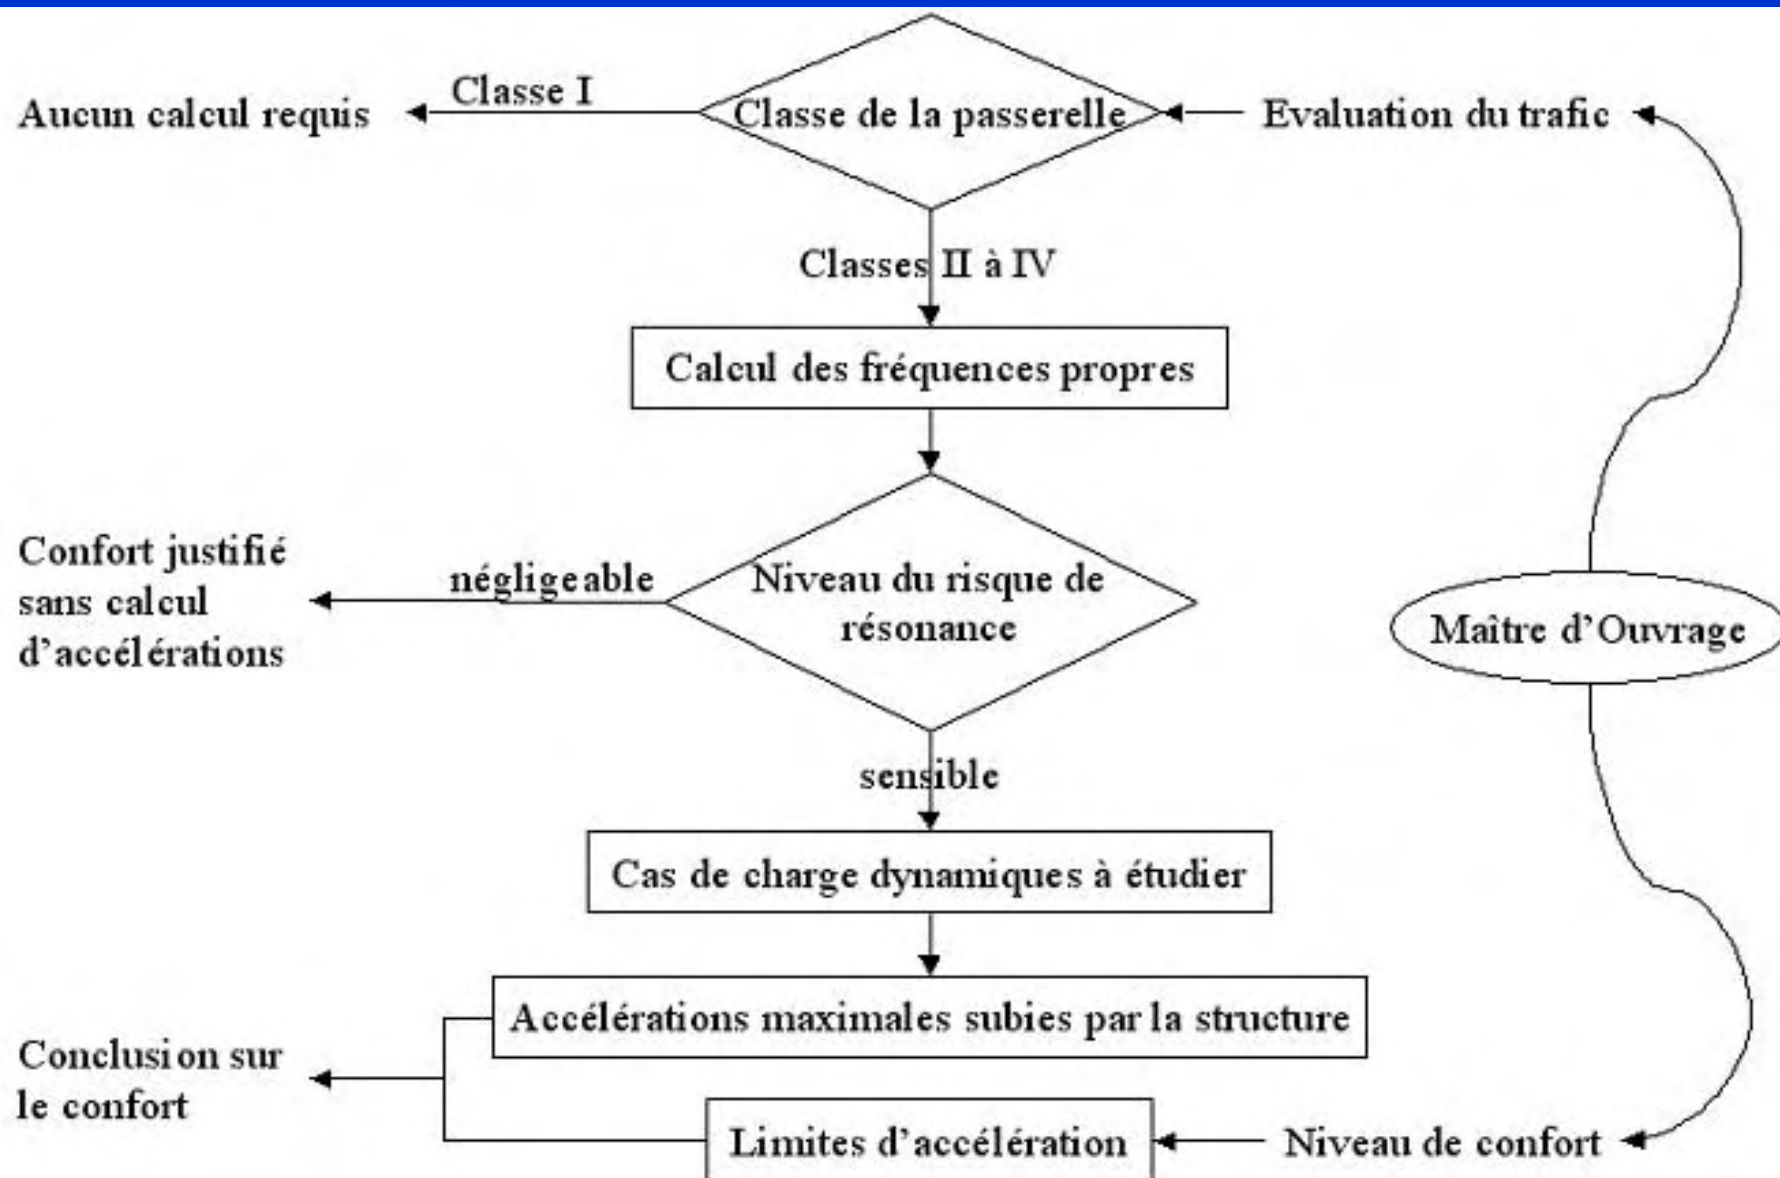 Classe I
Aucun calcul requis
Classe de la passerelle
Evaluation du trafic
Classes II à IV
Calcul des fréquences propres
Confort justifié
sans calcul
d'accélérations
négligeable
Niveau du risque de
résonance
Maître d'Ouvrage
sensible
Cas de charge dynamiques à étudier
Accélérations maximales subies par la structure
Conclusion sur
le confort
Limites d'accélération
Niveau de confort